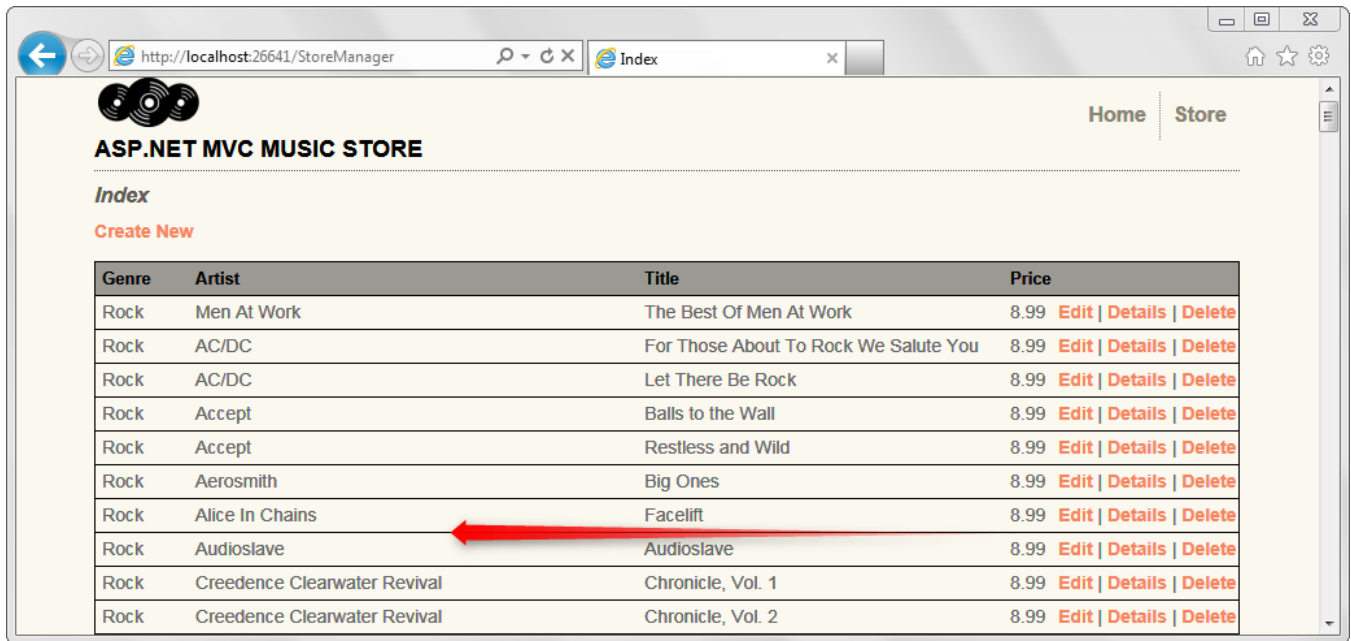 http://localhost:26641/StoreManager Index
Home Store
ASP.NET MVC MUSIC STORE
Index
Create New
Genre Artist Title Price
Rock Men At Work The Best Of Men At Work 8.99 Edit | Details | Delete
Rock AC/DC For Those About To Rock We Salute You 8.99 Edit | Details | Delete
Rock AC/DC Let There Be Rock 8.99 Edit | Details | Delete
Rock Accept Balls to the Wall 8.99 Edit | Details | Delete
Rock Accept Restless and Wild 8.99 Edit | Details | Delete
Rock Aerosmith Big Ones 8.99 Edit | Details | Delete
Rock Alice In Chains Facelift 8.99 Edit | Details | Delete
Rock Audioslave Audioslave 8.99 Edit | Details | Delete
Rock Creedence Clearwater Revival Chronicle, Vol. 1 8.99 Edit | Details | Delete
Rock Creedence Clearwater Revival Chronicle, Vol. 2 8.99 Edit | Details | Delete